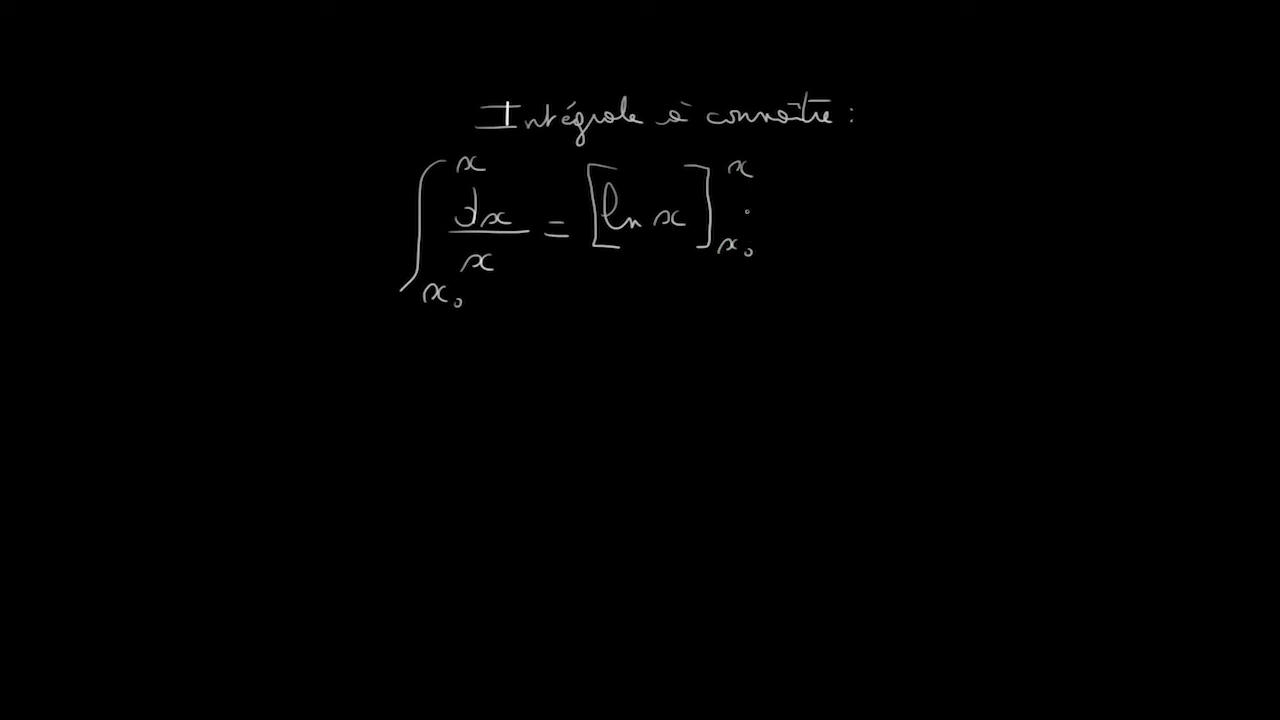 Intégrale à connaître :
∫_{x₀}^{x} dx/x = [ln x]_{x₀}^{x}.